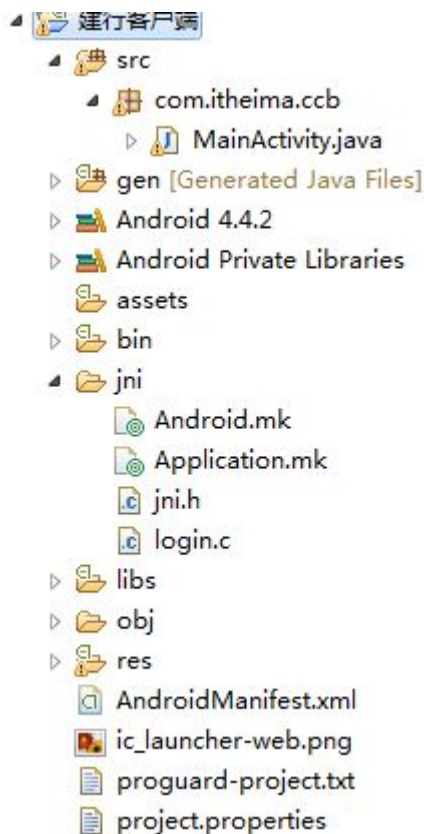 建行客户端
src
com.itheima.ccb
MainActivity.java
gen [Generated Java Files]
Android 4.4.2
Android Private Libraries
assets
bin
jni
Android.mk
Application.mk
jni.h
login.c
libs
obj
res
AndroidManifest.xml
ic_launcher-web.png
proguard-project.txt
project.properties